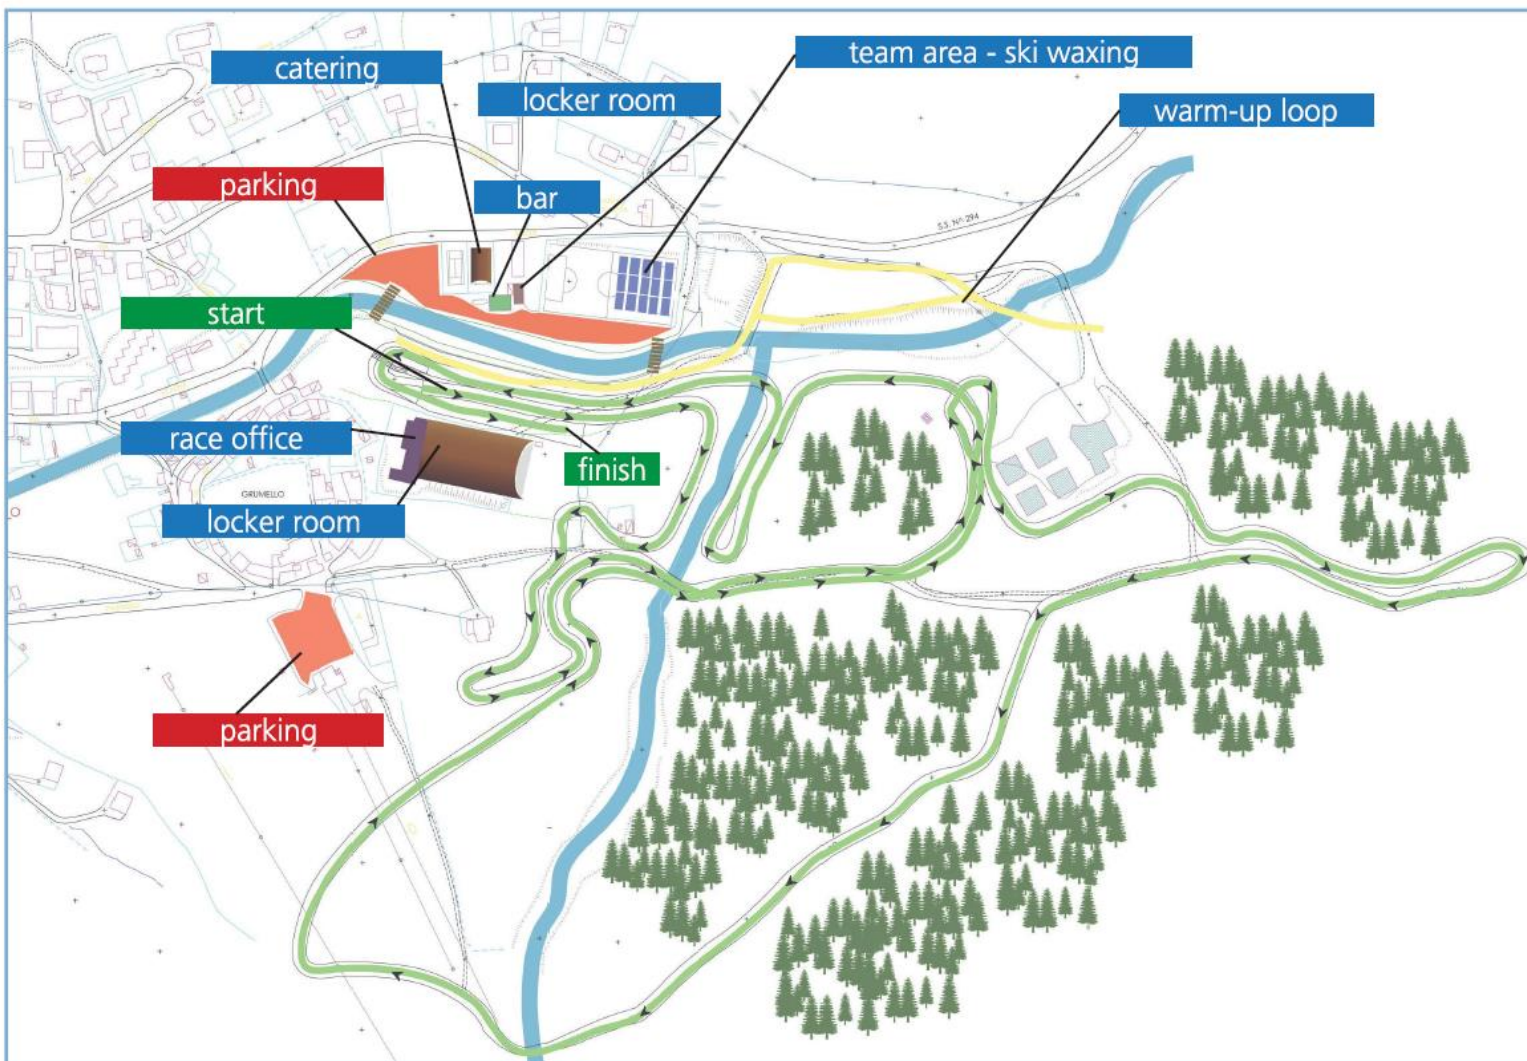 team area - ski waxing
catering
locker room
warm-up loop
parking
bar
S.S. N° 294
start
race office
finish
GRUMELLO
locker room
parking